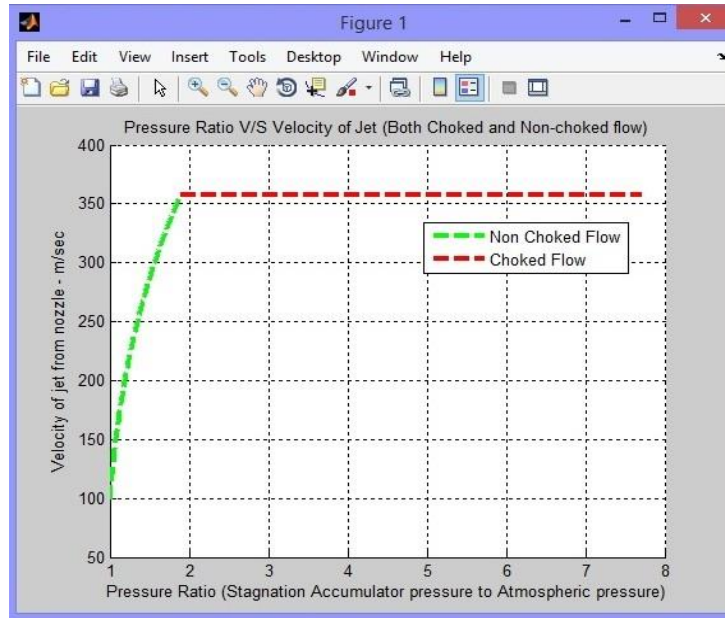 Figure 1
File Edit View Insert Tools Desktop Window Help
Pressure Ratio V/S Velocity of Jet (Both Choked and Non-choked flow)
400
350
300
250
200
150
100
50
Velocity of jet from nozzle - m/sec
Non Choked Flow
Choked Flow
1 2 3 4 5 6 7 8
Pressure Ratio (Stagnation Accumulator pressure to Atmospheric pressure)